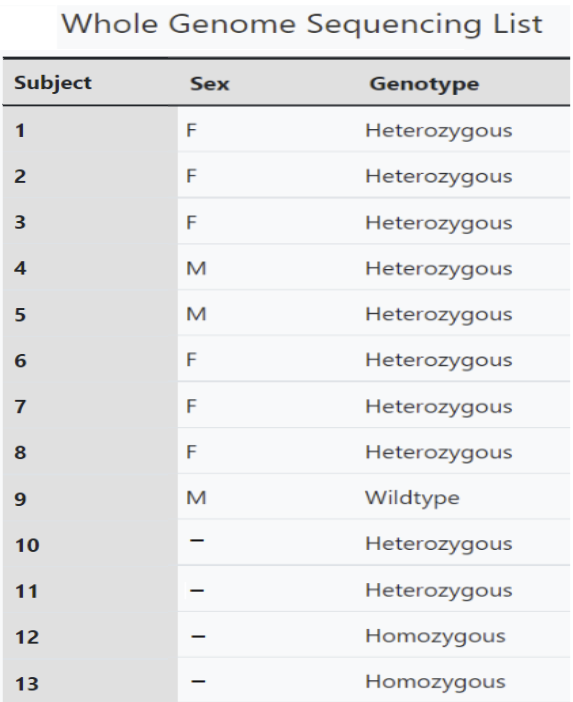 Whole Genome Sequencing List
Subject Sex Genotype
1 F Heterozygous
2 F Heterozygous
3 F Heterozygous
4 M Heterozygous
5 M Heterozygous
6 F Heterozygous
7 F Heterozygous
8 F Heterozygous
9 M Wildtype
10 – Heterozygous
11 – Heterozygous
12 – Homozygous
13 – Homozygous